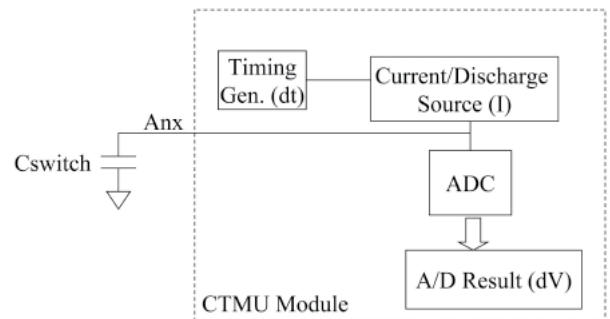 Timing
Gen. (dt)
Current/Discharge
Source (I)
Anx
Cswitch
ADC
A/D Result (dV)
CTMU Module